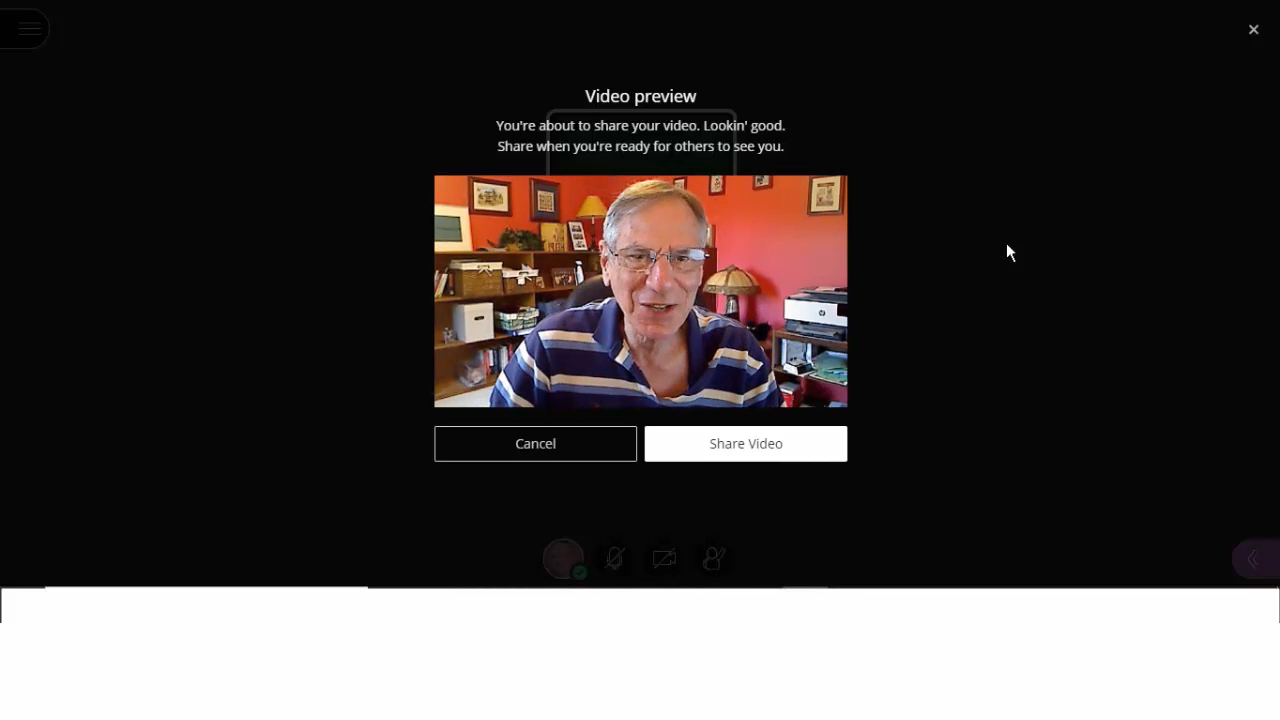 Video preview
You're about to share your video. Lookin' good.
Share when you're ready for others to see you.
Cancel
Share Video